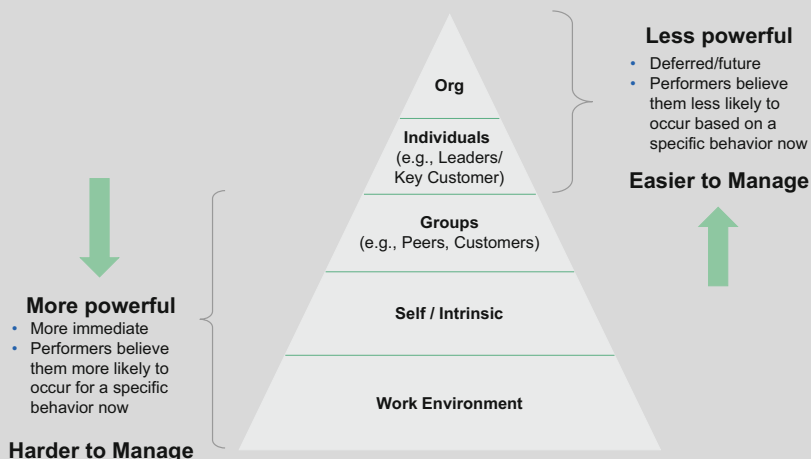 Less powerful
• Deferred/future
• Performers believe
them less likely to
occur based on a
specific behavior now
Easier to Manage
Org
Individuals
(e.g., Leaders/
Key Customer)
Groups
(e.g., Peers, Customers)
Self / Intrinsic
Work Environment
More powerful
• More immediate
• Performers believe
them more likely to
occur for a specific
behavior now
Harder to Manage